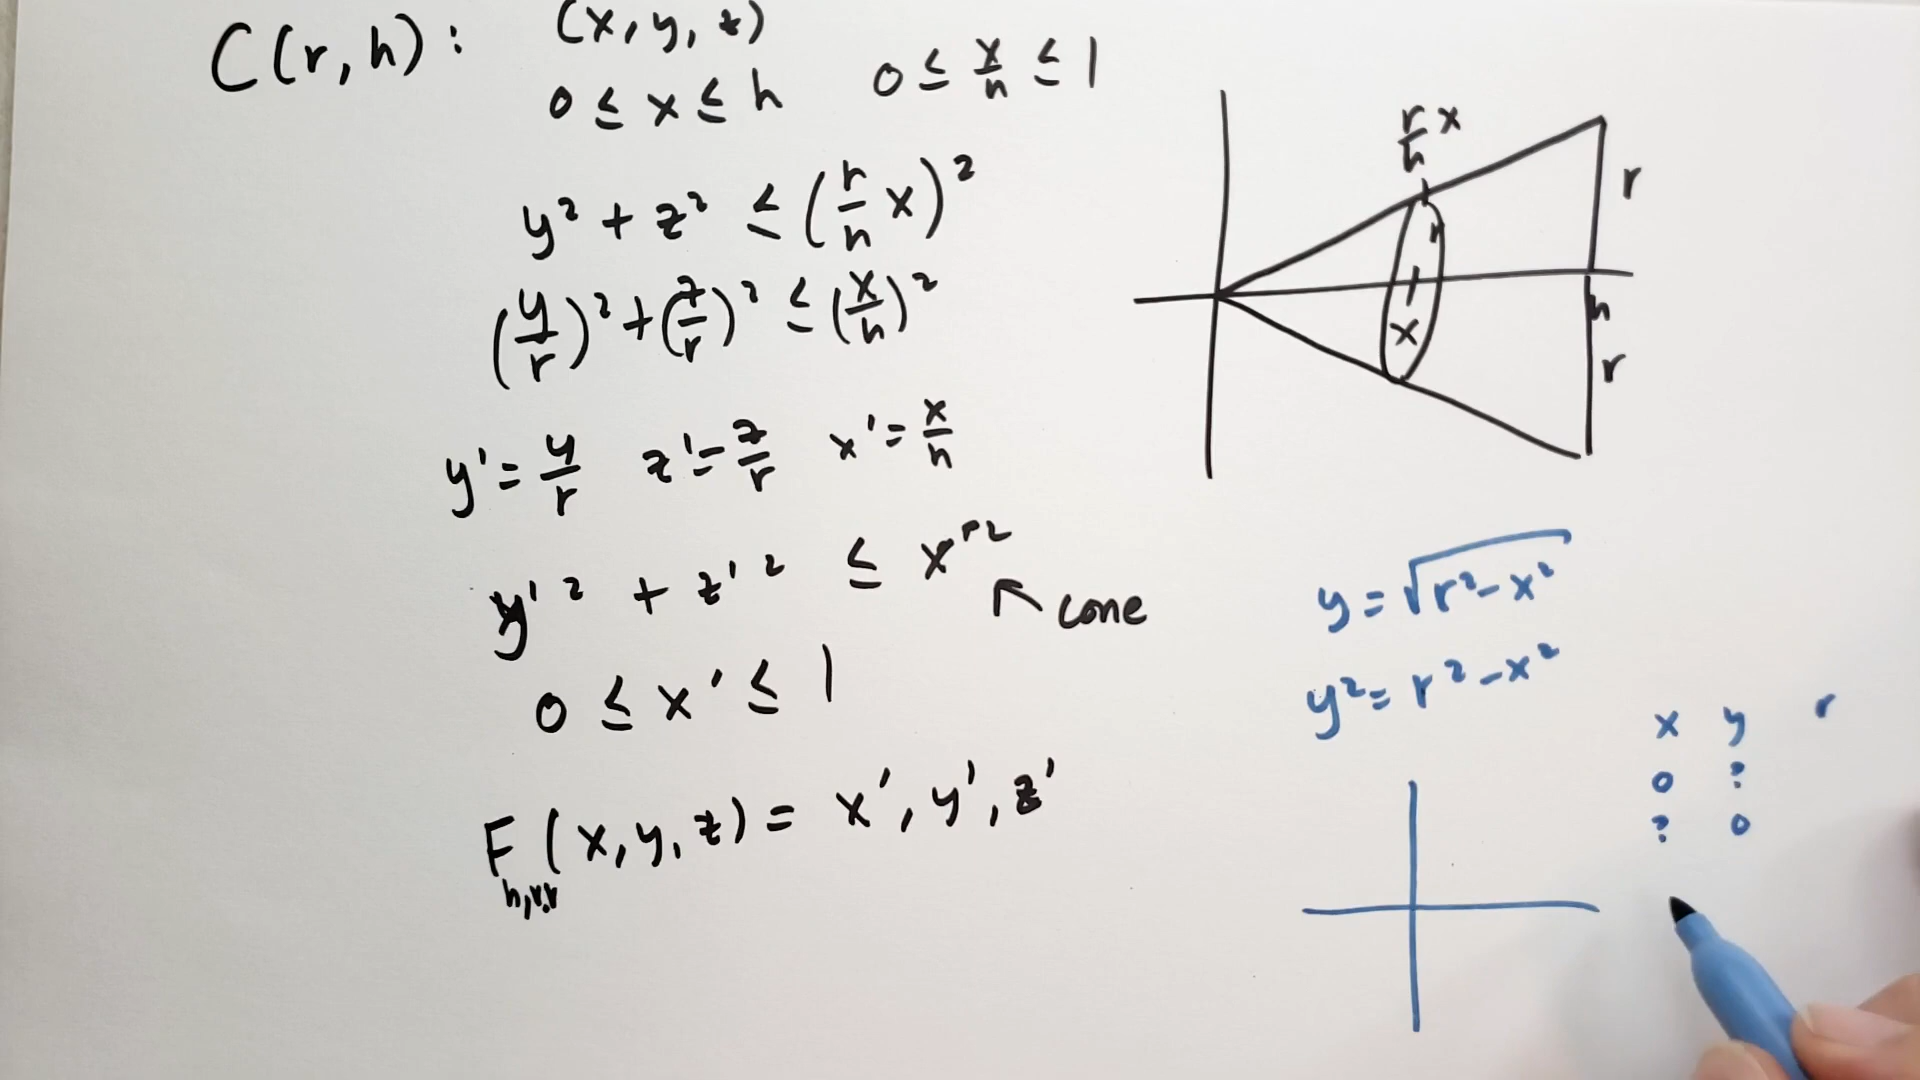 C(r, h): (x, y, z)
0 ≤ x ≤ h    0 ≤ x/h ≤ 1
y² + z² ≤ (r/h x)²
(y/r)² + (z/r)² ≤ (x/h)²
y' = y/r    z' = z/r    x' = x/h
y'² + z'² ≤ x'²
cone
0 ≤ x' ≤ 1
F_h,r,r (x, y, z) = x', y', z'
r/h x
r
x
h
r
y = √(r² - x²)
y² = r² - x²
x y r
0 ?
? 0